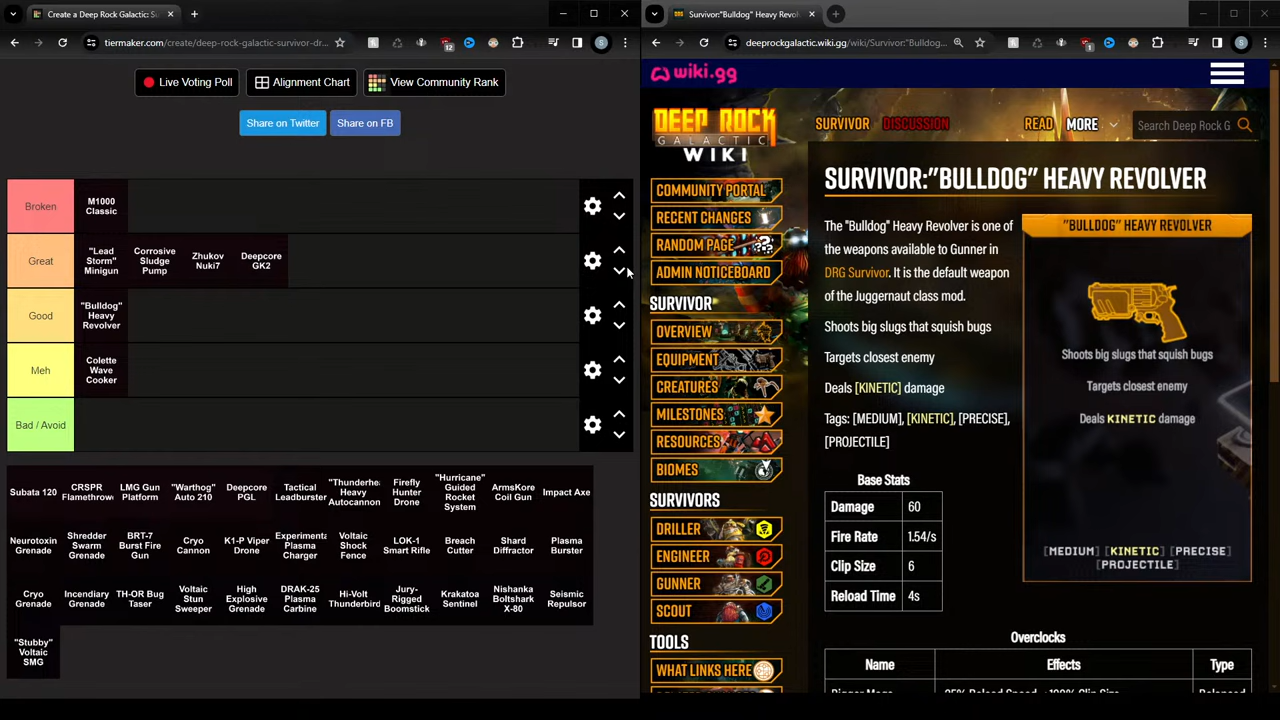 Create a Deep Rock Galactic: Su
tiermaker.com/create/deep-rock-galactic-survivor-dr...
12
S
Live Voting Poll
Alignment Chart
View Community Rank
Share on Twitter
Share on FB
Broken
M1000
Classic
Great
"Lead
Storm"
Minigun
Corrosive
Sludge
Pump
Zhukov
Nuki7
Deepcore
GK2
Good
"Bulldog"
Heavy
Revolver
Meh
Colette
Wave
Cooker
Bad / Avoid
Subata 120
CRSPR
Flamethrow
LMG Gun
Platform
"Warthog"
Auto 210
Deepcore
PGL
Tactical
Leadburster
"Thunderhe
Heavy
Autocannon
Firefly
Hunter
Drone
"Hurricane"
Guided
Rocket
System
ArmsKore
Coil Gun
Impact Axe
Neurotoxin
Grenade
Shredder
Swarm
Grenade
BRT-7
Burst Fire
Gun
Cryo
Cannon
K1-P Viper
Drone
Experimenta
Plasma
Charger
Voltaic
Shock
Fence
LOK-1
Smart Rifle
Breach
Cutter
Shard
Diffractor
Plasma
Burster
Cryo
Grenade
Incendiary
Grenade
TH-OR Bug
Taser
Voltaic
Stun
Sweeper
High
Explosive
Grenade
DRAK-25
Plasma
Carbine
Hi-Volt
Thunderbird
Jury-
Rigged
Boomstick
Krakatoa
Sentinel
Nishanka
Boltshark
X-80
Seismic
Repulsor
"Stubby"
Voltaic
SMG
Survivor:"Bulldog" Heavy Revol
deeprockgalactic.wiki.gg/wiki/Survivor:"Bulldog...
1
S
wiki.gg
DEEP ROCK
GALACTIC
WIKI
SURVIVOR
DISCUSSION
READ
MORE
Search Deep Rock G
COMMUNITY PORTAL
RECENT CHANGES
RANDOM PAGE
ADMIN NOTICEBOARD
SURVIVOR
OVERVIEW
EQUIPMENT
CREATURES
MILESTONES
RESOURCES
BIOMES
SURVIVORS
DRILLER
ENGINEER
GUNNER
SCOUT
TOOLS
WHAT LINKS HERE
SURVIVOR:"BULLDOG" HEAVY REVOLVER
The "Bulldog" Heavy Revolver is one of
the weapons available to Gunner in
DRG Survivor. It is the default weapon
of the Juggernaut class mod.
Shoots big slugs that squish bugs
Targets closest enemy
Deals [KINETIC] damage
Tags: [MEDIUM], [KINETIC], [PRECISE],
[PROJECTILE]
"BULLDOG" HEAVY REVOLVER
Shoots big slugs that squish bugs
Targets closest enemy
Deals KINETIC damage
[MEDIUM] [KINETIC] [PRECISE]
[PROJECTILE]
Base Stats
Damage 60
Fire Rate 1.54/s
Clip Size 6
Reload Time 4s
Overclocks
Name Effects Type